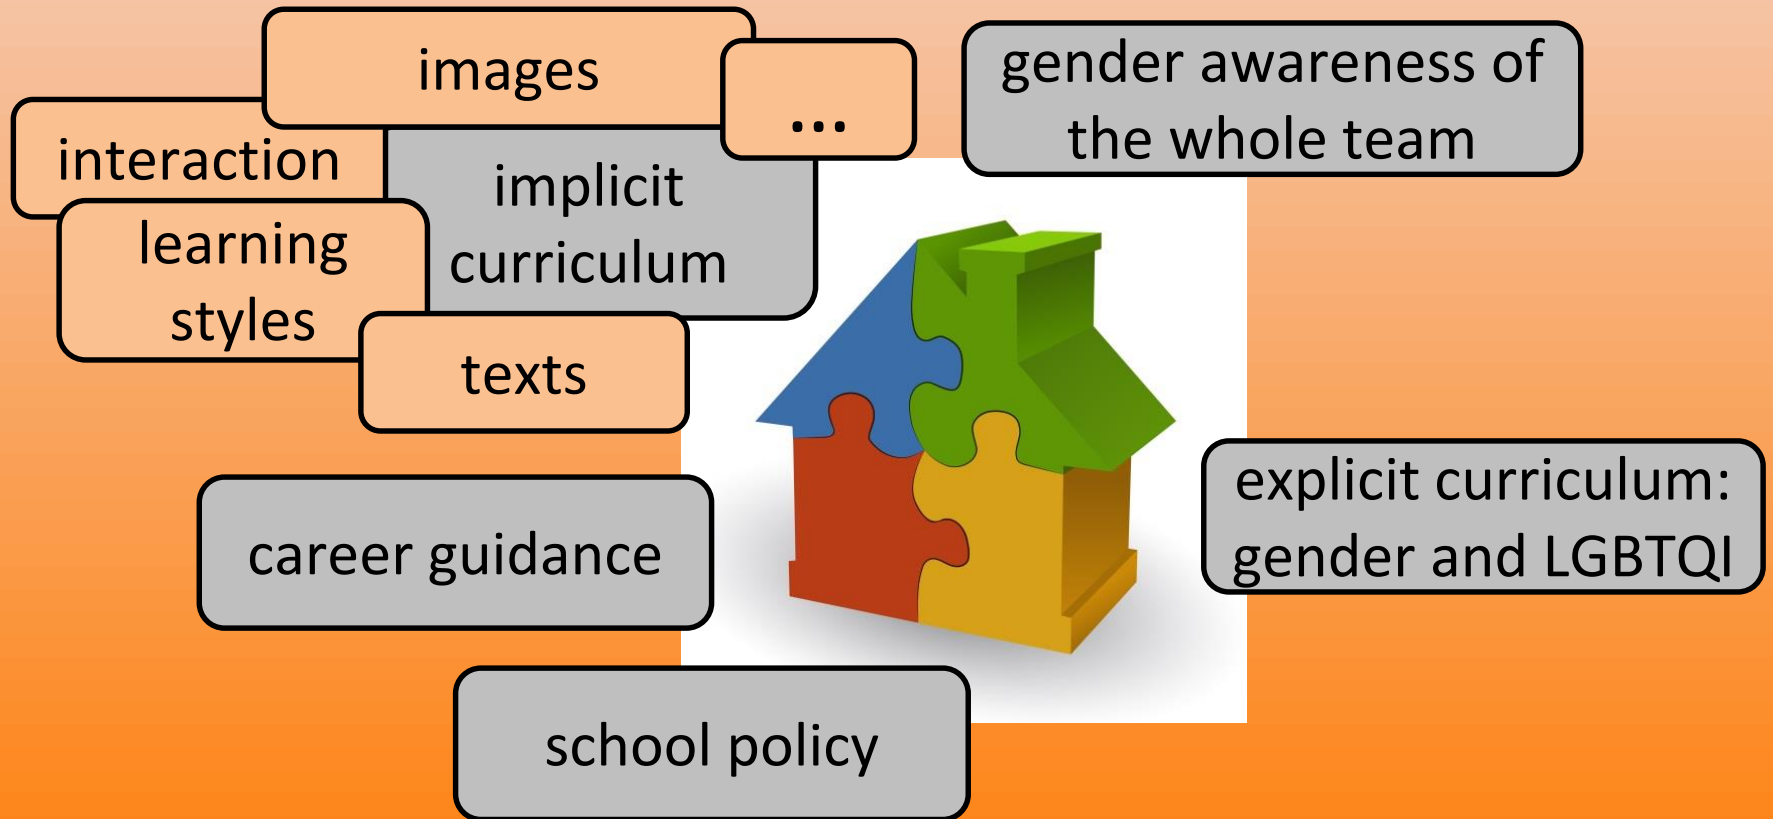 images
...
interaction
learning
styles
implicit
curriculum
texts
gender awareness of
the whole team
career guidance
explicit curriculum:
gender and LGBTQI
school policy